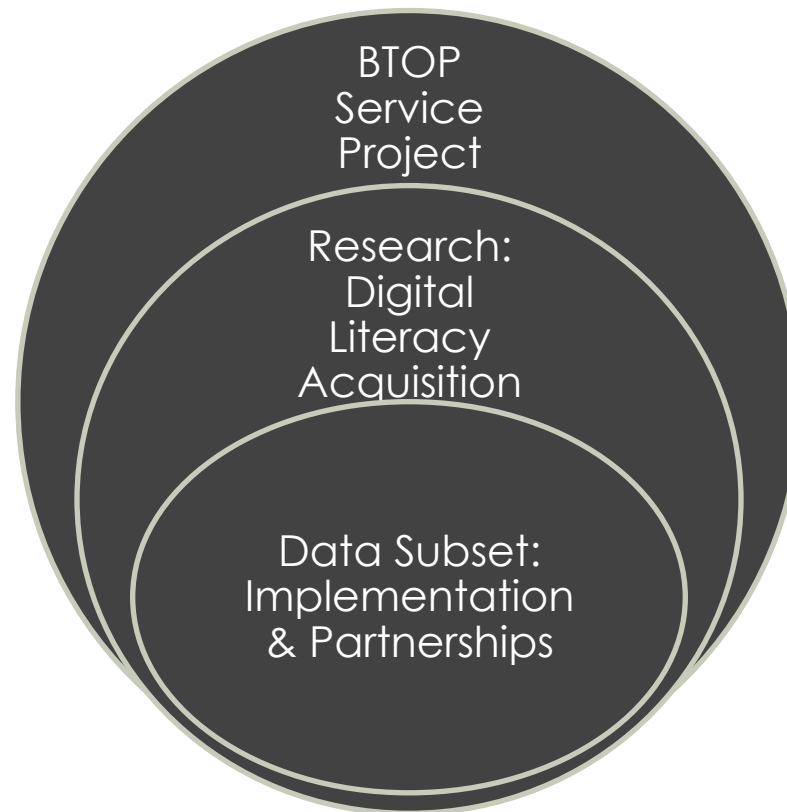 BTOP
Service
Project
Research:
Digital
Literacy
Acquisition
Data Subset:
Implementation
& Partnerships